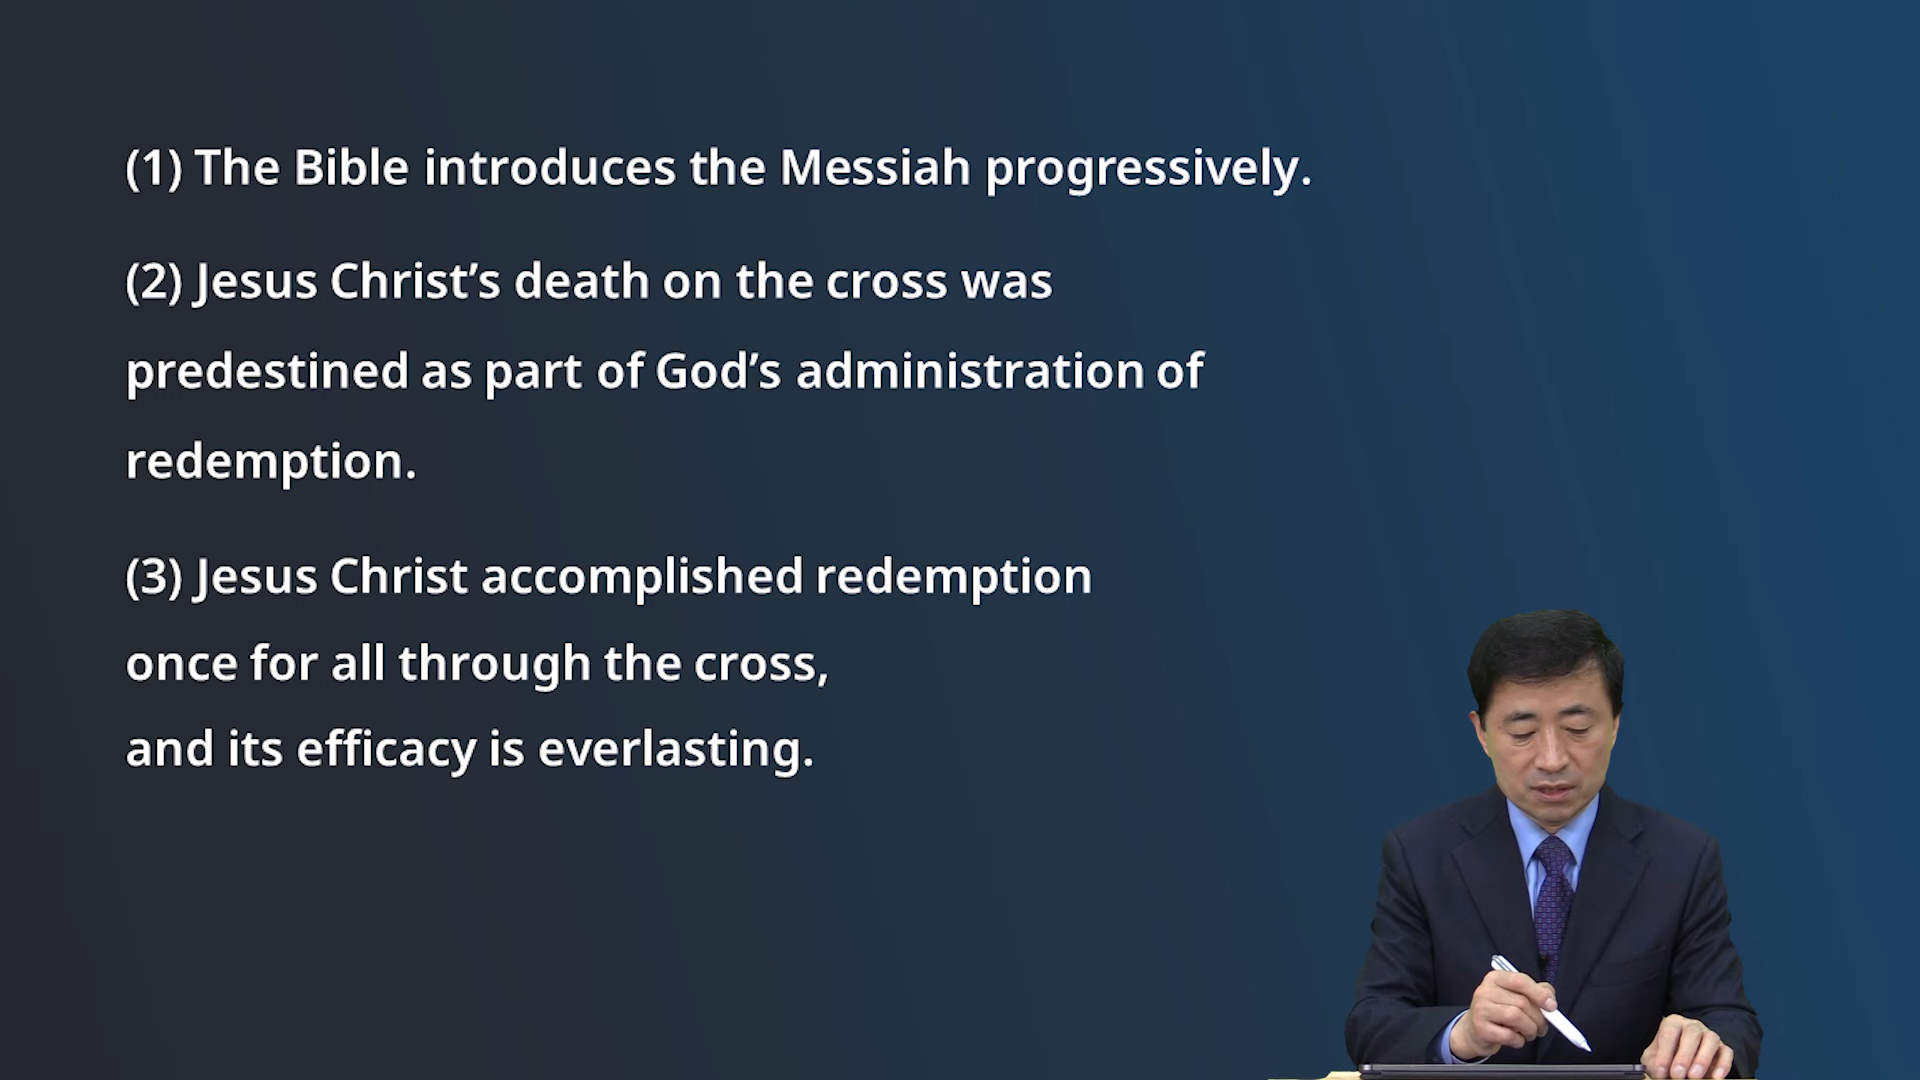 (1) The Bible introduces the Messiah progressively.
(2) Jesus Christ’s death on the cross was
predestined as part of God’s administration of
redemption.
(3) Jesus Christ accomplished redemption
once for all through the cross,
and its efficacy is everlasting.